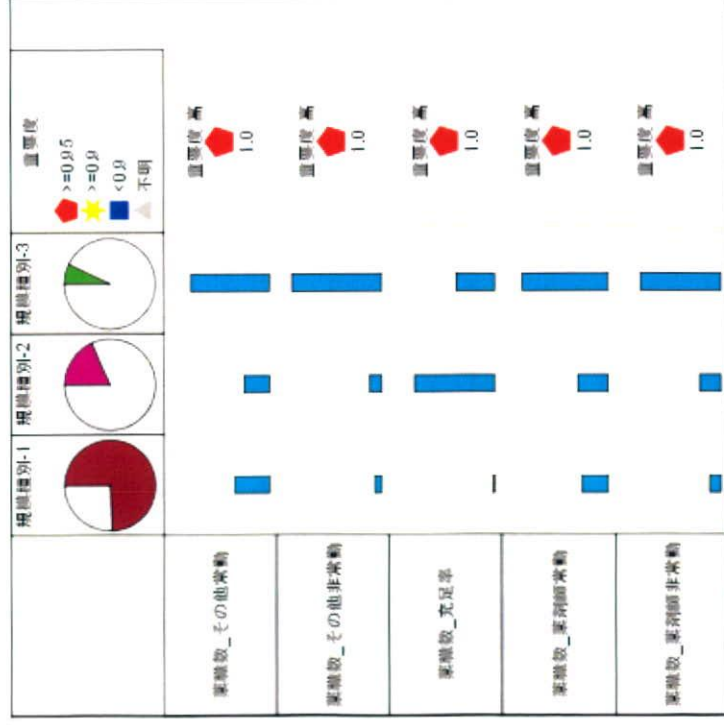 規模種別-1
規模種別-2
規模種別-3
重要度
>=0.95
>=0.9
<0.9
不明
薬職数_その他常勤
重要度 高
1.0
薬職数_その他非常勤
重要度 高
1.0
薬職数_充足率
重要度 高
1.0
薬職数_薬剤師常勤
重要度 高
1.0
薬職数_薬剤師非常勤
重要度 高
1.0